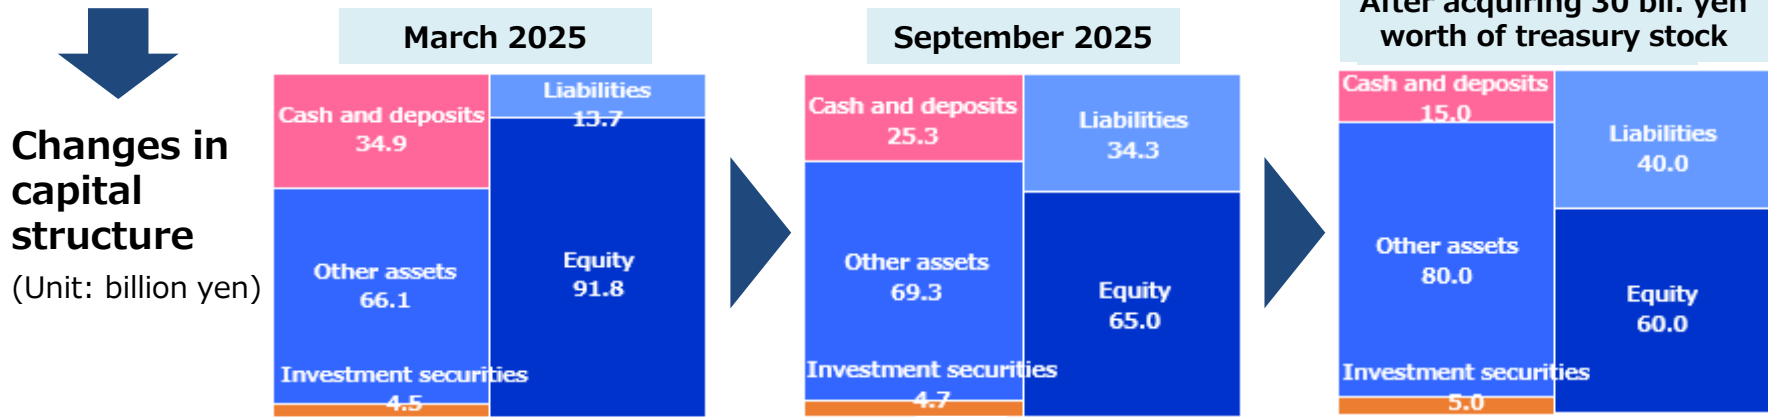 Changes in
capital
structure
(Unit: billion yen)
March 2025
Cash and deposits
34.9
Other assets
66.1
Investment securities
4.5
Liabilities
13.7
Equity
91.8
September 2025
Cash and deposits
25.3
Other assets
69.3
Investment securities
4.7
Liabilities
34.3
Equity
65.0
After acquiring 30 bil. yen
worth of treasury stock
Cash and deposits
15.0
Other assets
80.0
Investment securities
5.0
Liabilities
40.0
Equity
60.0